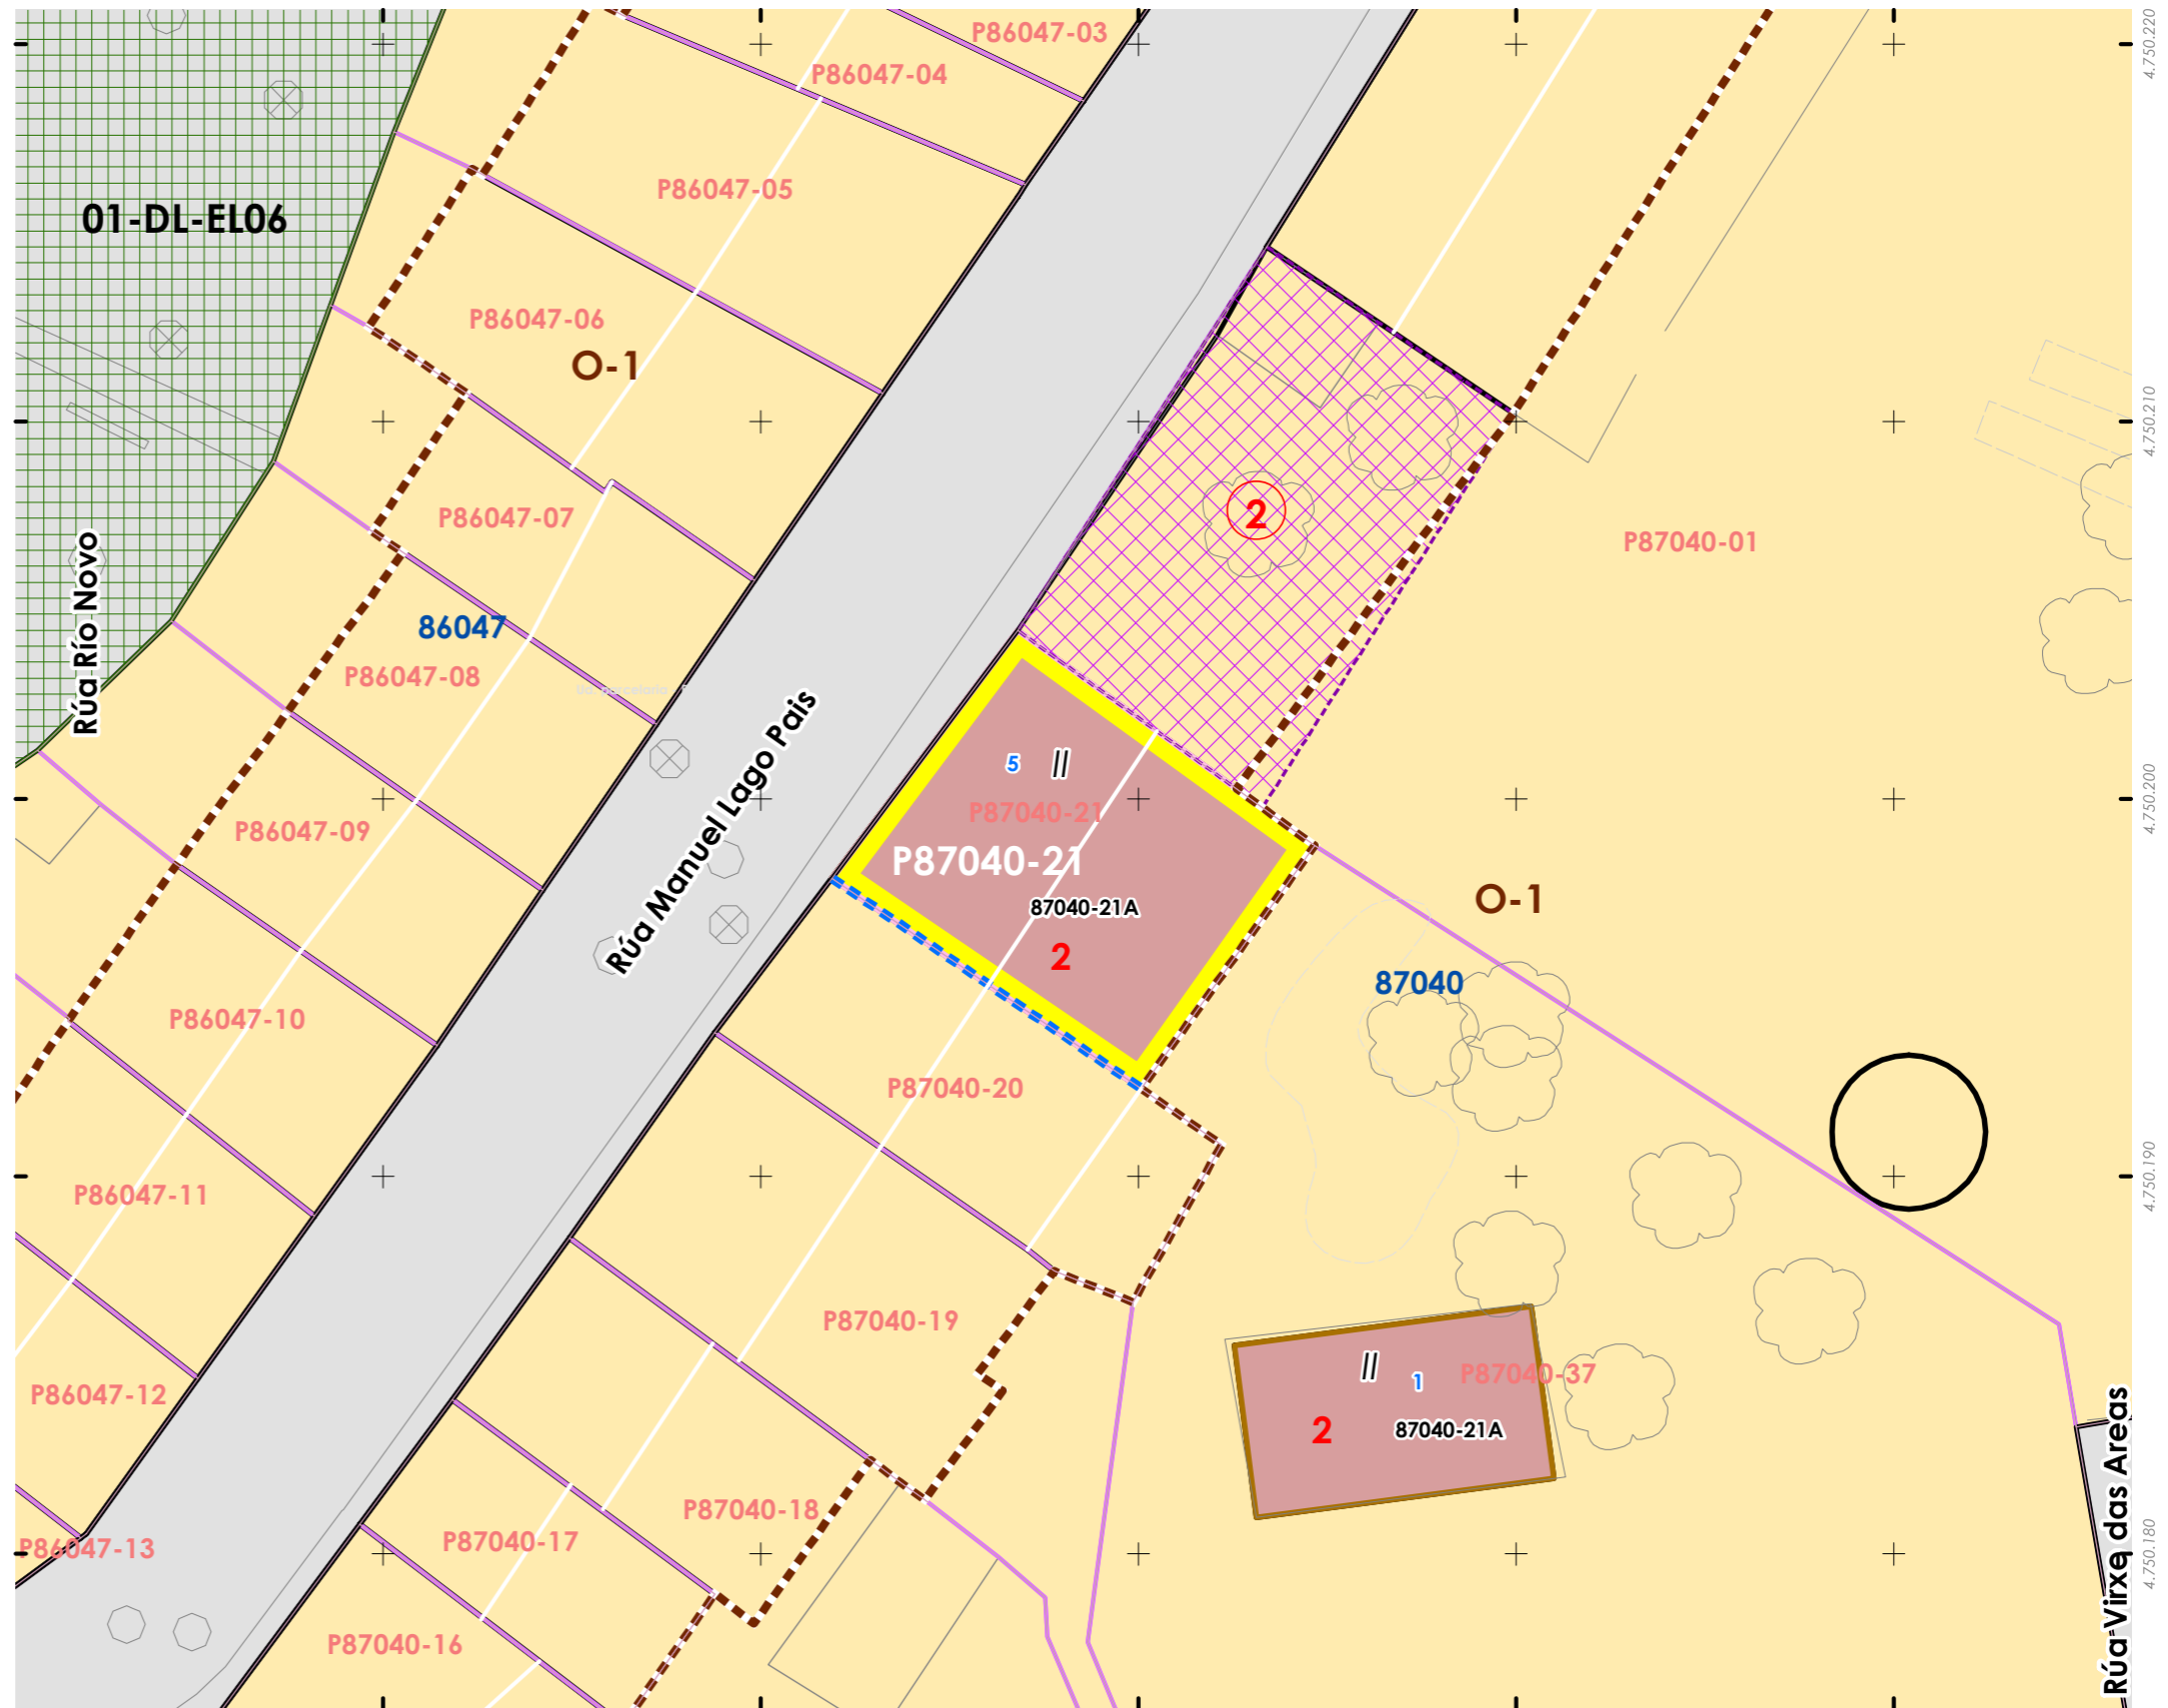 P86047-03
4.750.220
P86047-04
P86047-05
01-DL-EL06
P86047-06
O-1
4.750.210
2
P86047-07
P87040-01
86047
Rúa Río Novo
P86047-08
Rúa Manuel Lago Pais
5 II
4.750.200
P87040-21
P86047-09
P87040-21
O-1
87040-21A
2
87040
P86047-10
P87040-20
4.750.190
P86047-11
P87040-19
II 1 P87040-37
P86047-12
2 87040-21A
Rúa Virxe das Areas
P87040-18
P87040-17
P86047-13
4.750.180
P87040-16